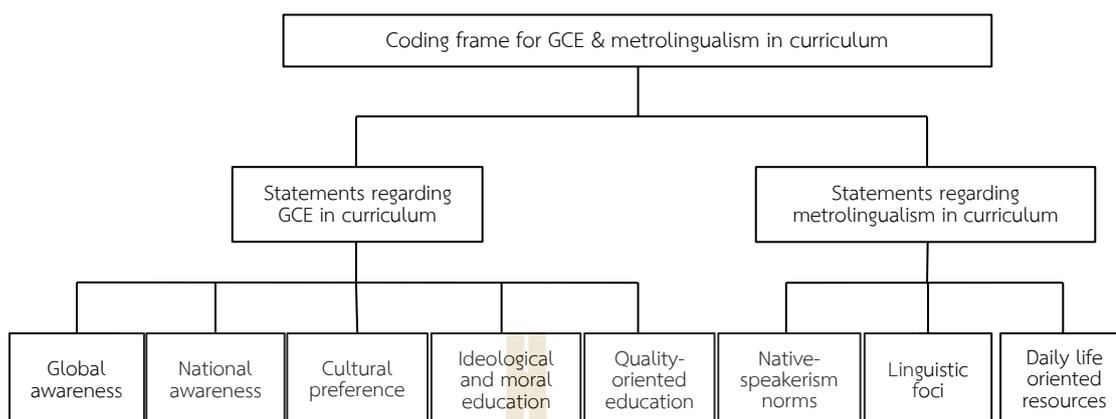 Coding frame for GCE & metrolingualism in curriculum
Statements regarding
GCE in curriculum
Statements regarding
metrolingualism in curriculum
Global
awareness
National
awareness
Cultural
preference
Ideological
and moral
education
Quality-
oriented
education
Native-
speakerism
norms
Linguistic
foci
Daily life
oriented
resources